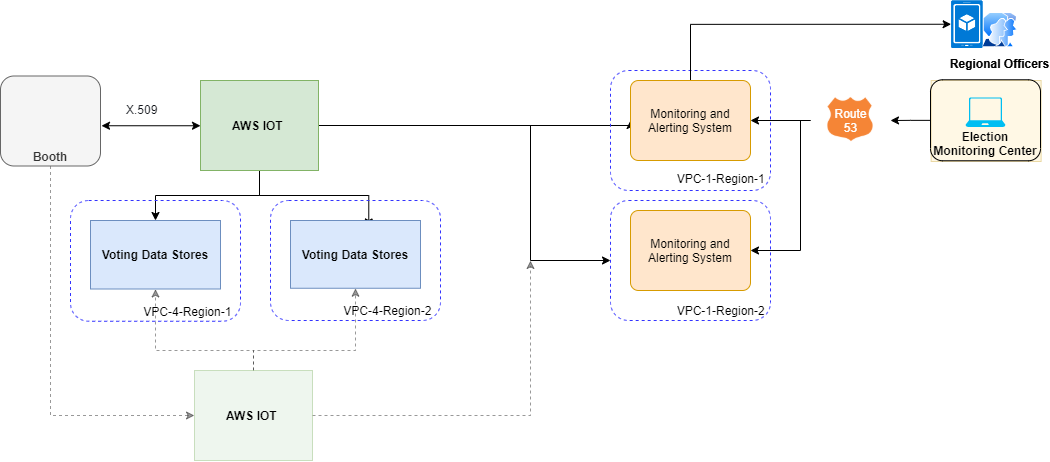 Regional Officers
X.509
AWS IOT
Booth
Monitoring and
Alerting System
VPC-1-Region-1
Route
53
Election
Monitoring Center
Voting Data Stores
VPC-4-Region-1
Voting Data Stores
VPC-4-Region-2
Monitoring and
Alerting System
VPC-1-Region-2
AWS IOT